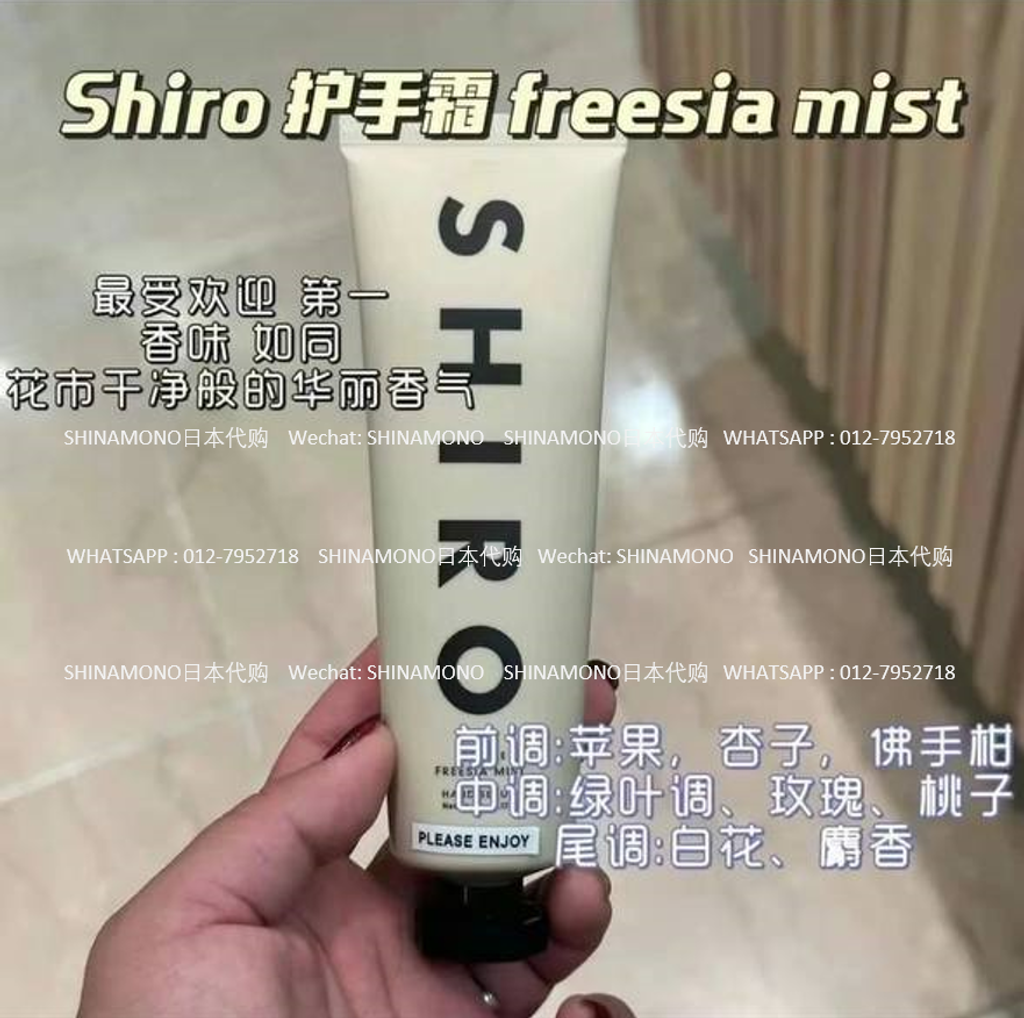 Shiro 护手霜 freesia mist
SHIRO
最受欢迎 第一
香味 如同
花市干净般的华丽香气
SHINAMONO日本代购 Wechat: SHINAMONO SHINAMONO日本代购 WHATSAPP : 012-7952718
WHATSAPP : 012-7952718 SHINAMONO日本代购 Wechat: SHINAMONO SHINAMONO日本代购
SHINAMONO日本代购 Wechat: SHINAMONO SHINAMONO日本代购 WHATSAPP : 012-7952718
前调:苹果，杏子，佛手柑
FREESIA MIST
中调:绿叶调、玫瑰、桃子
PLEASE ENJOY
尾调:白花、麝香